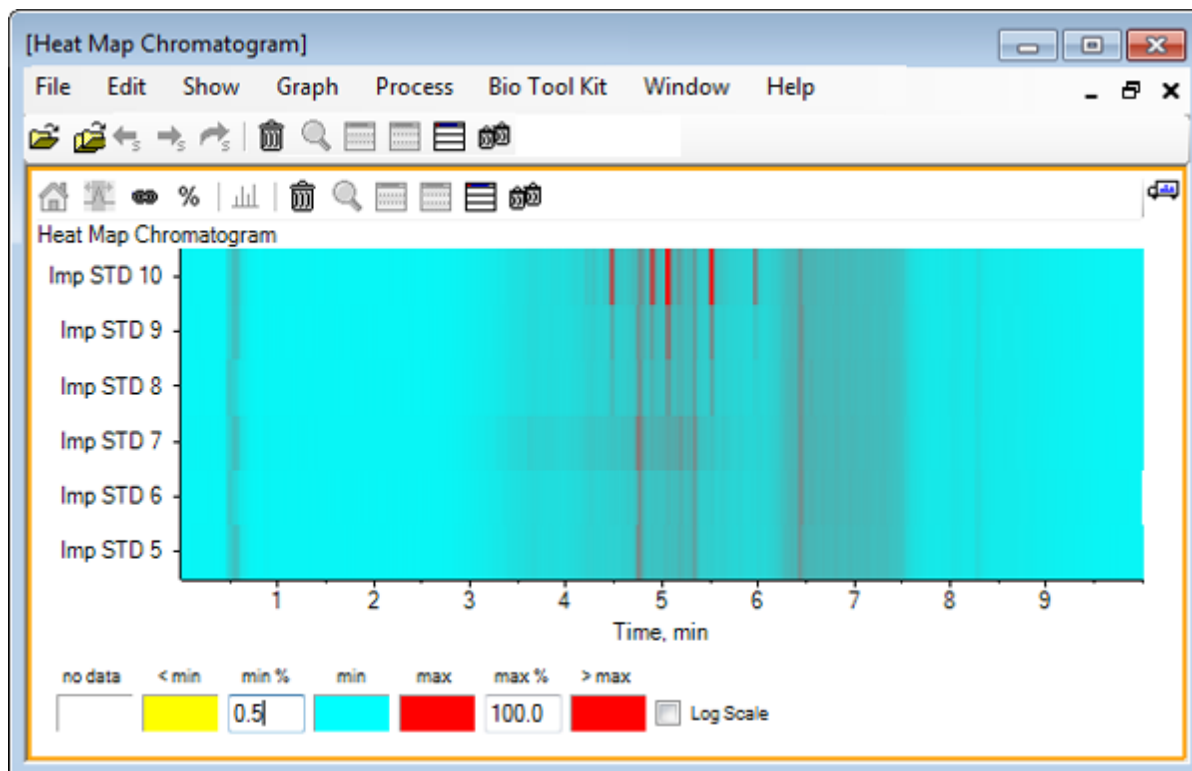 [Heat Map Chromatogram]
File Edit Show Graph Process Bio Tool Kit Window Help
%
Heat Map Chromatogram
Imp STD 10
Imp STD 9
Imp STD 8
Imp STD 7
Imp STD 6
Imp STD 5
1 2 3 4 5 6 7 8 9
Time, min
no data < min min % min max max % > max
0.5 100.0 Log Scale